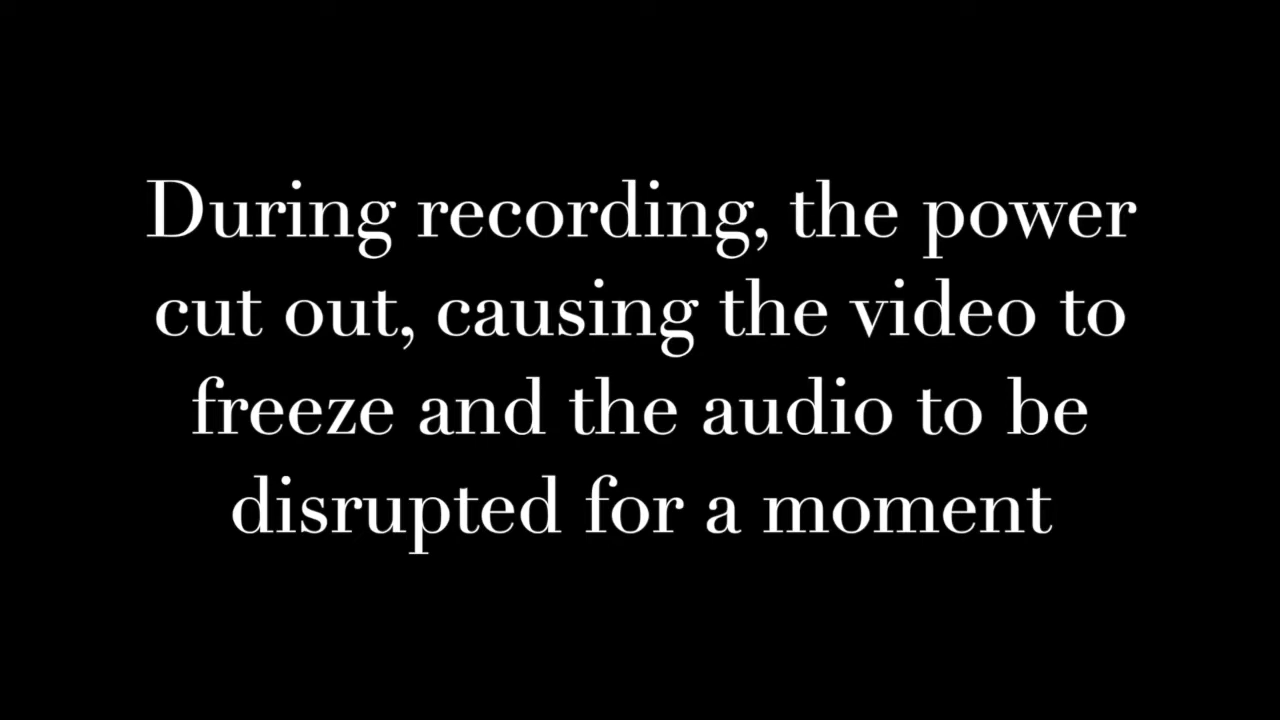 During recording, the power
cut out, causing the video to
freeze and the audio to be
disrupted for a moment